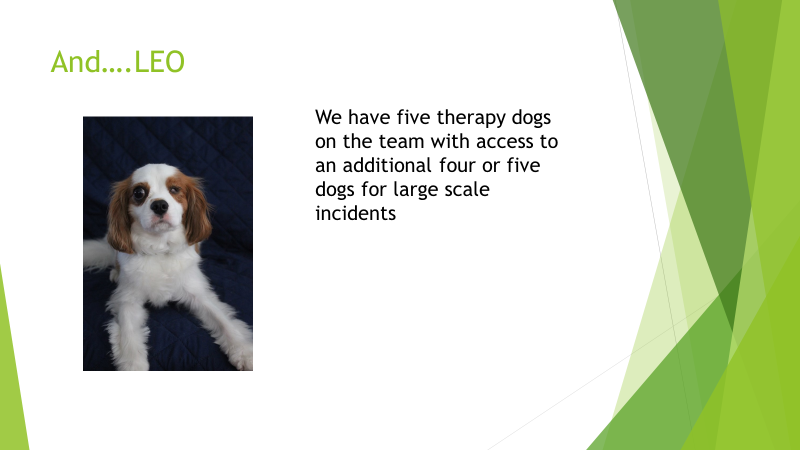 And….LEO
We have five therapy dogs
on the team with access to
an additional four or five
dogs for large scale
incidents